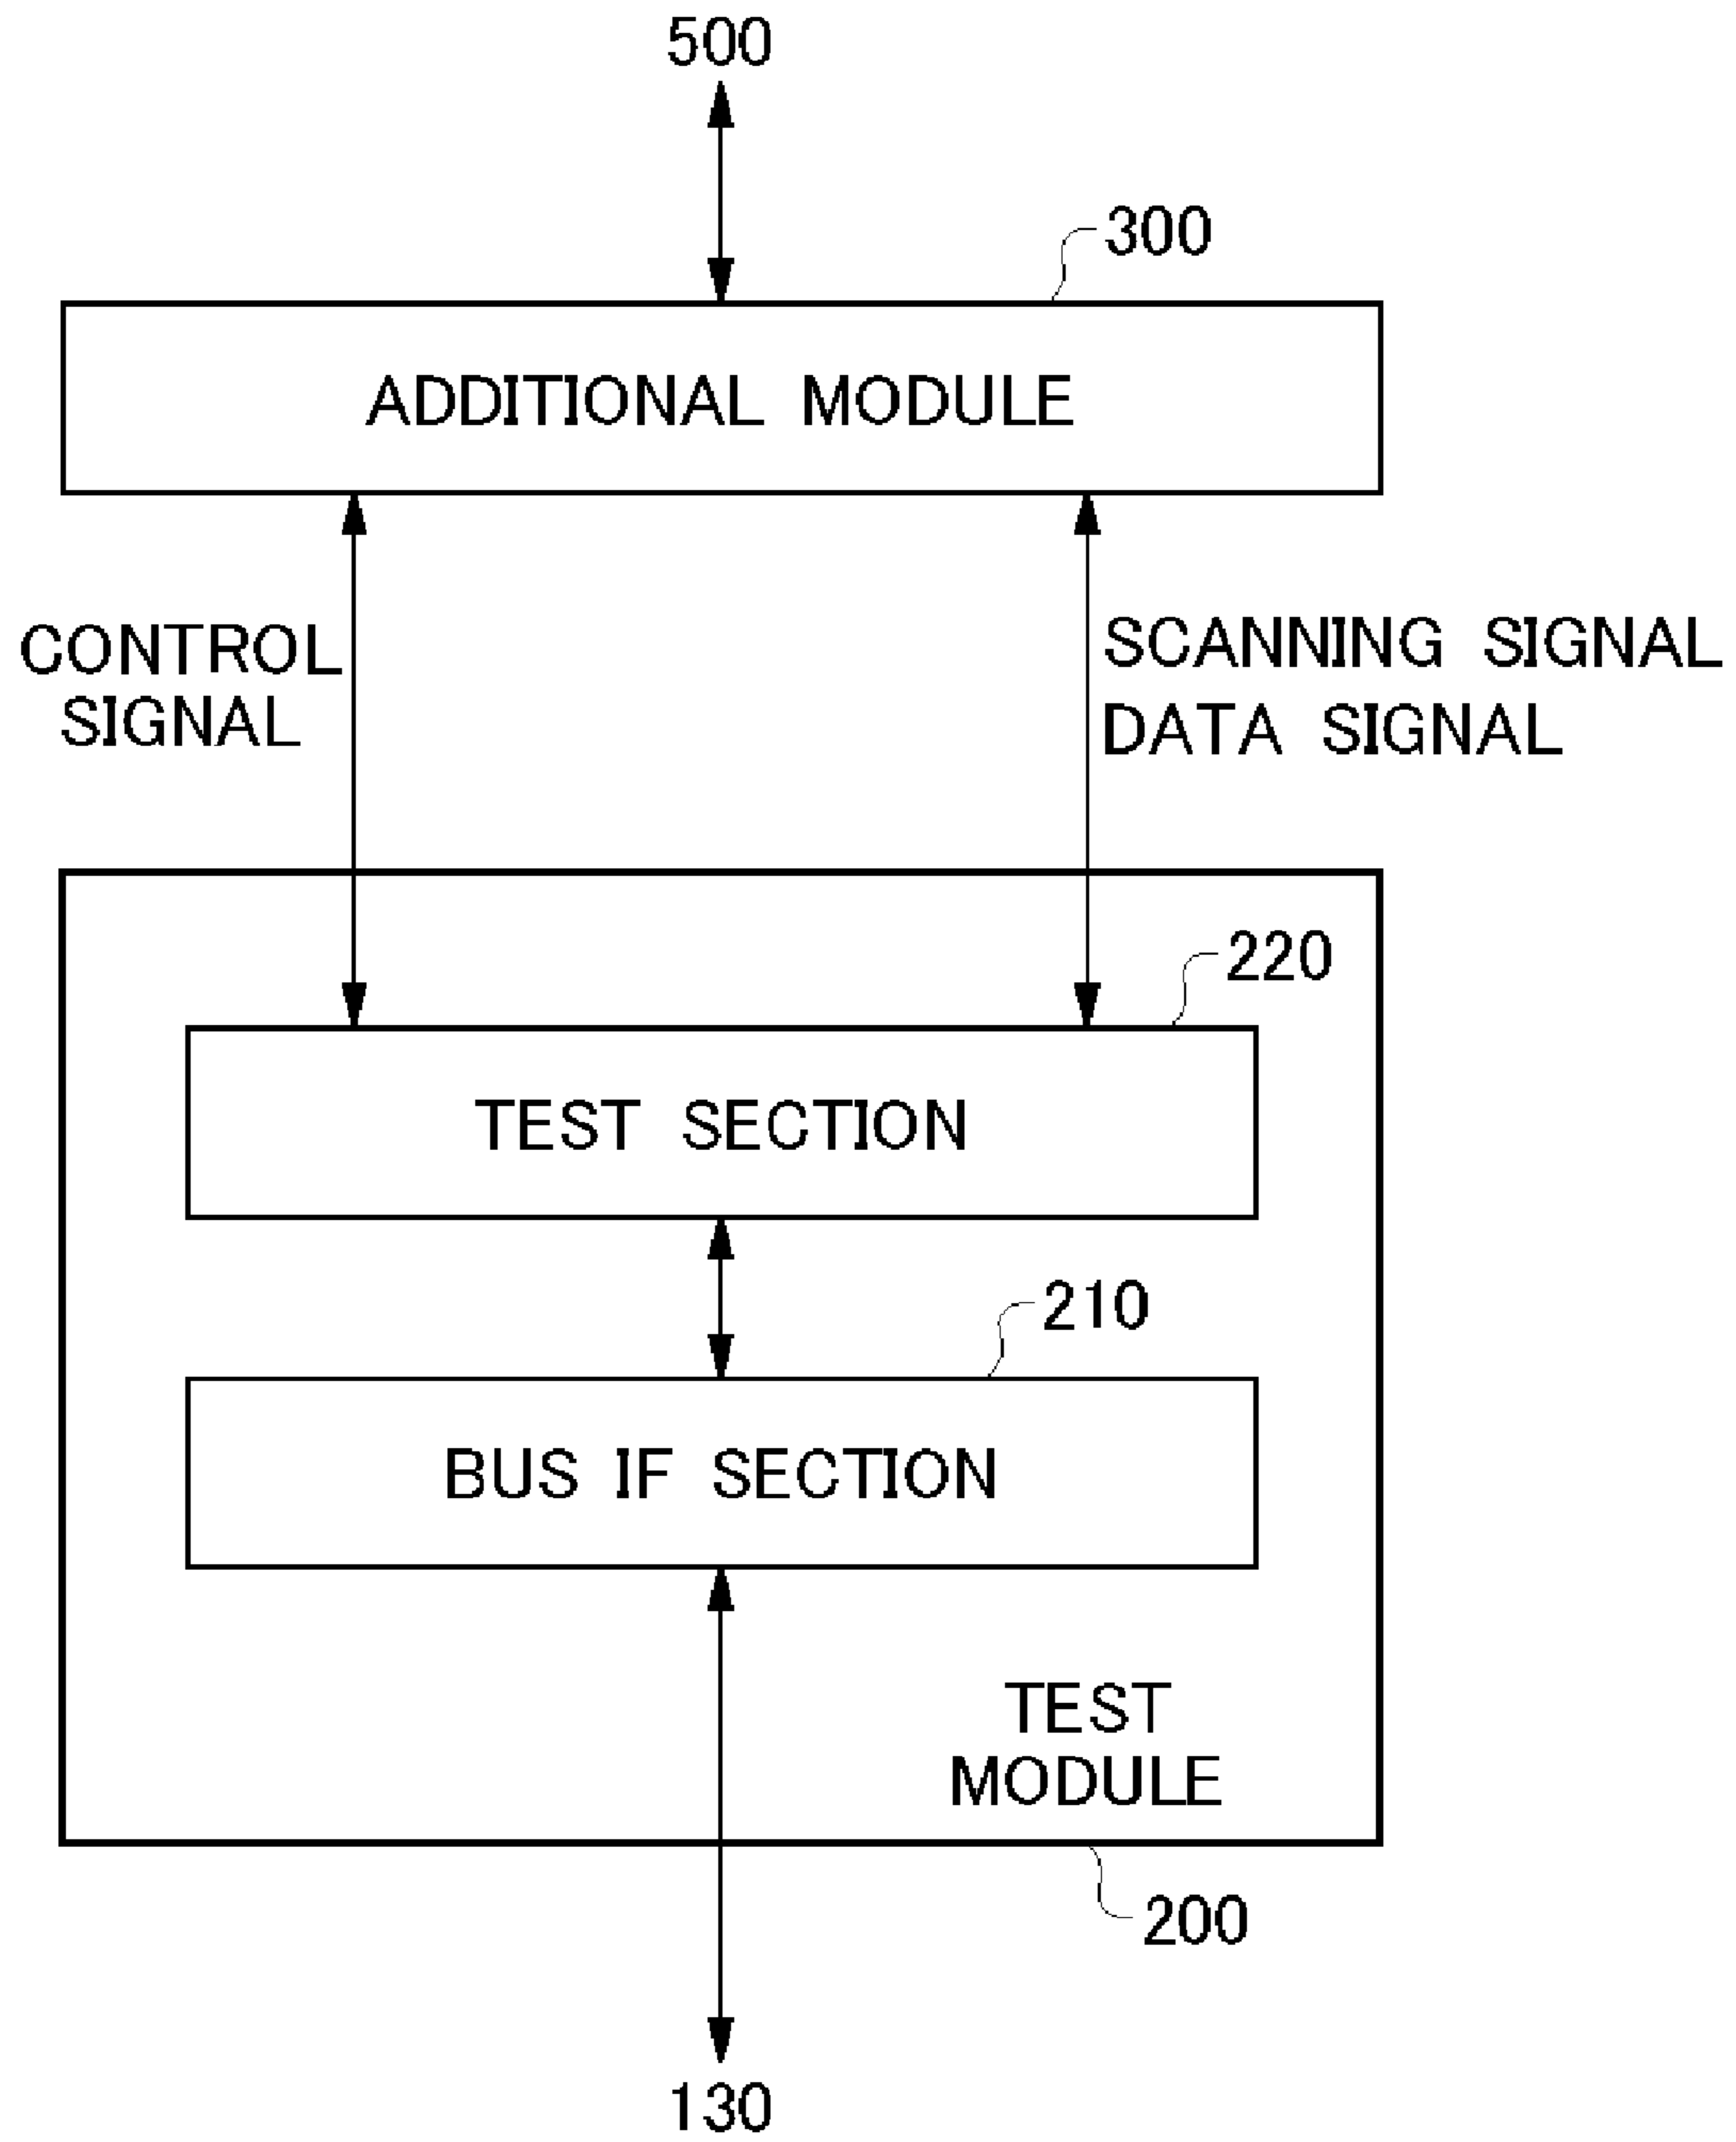 500
300
ADDITIONAL MODULE
CONTROL
SIGNAL
SCANNING SIGNAL
DATA SIGNAL
220
TEST SECTION
210
BUS IF SECTION
TEST
MODULE
200
130